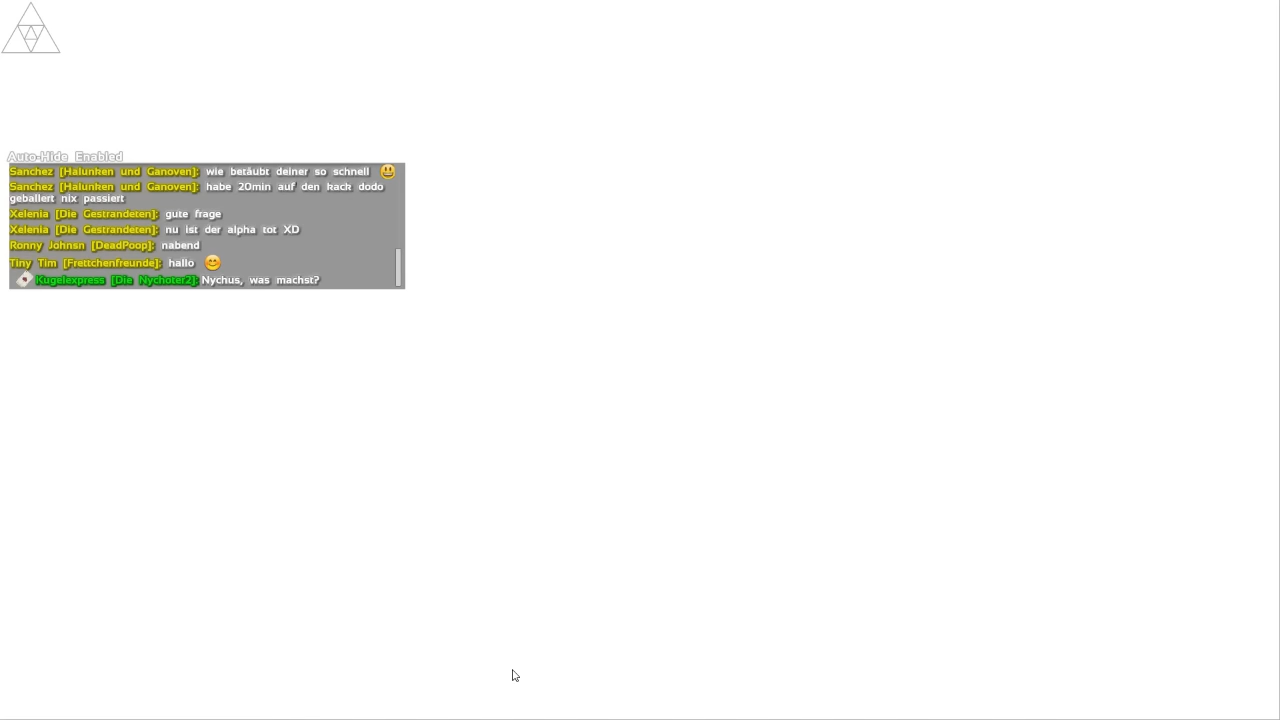 Auto-Hide Enabled
Sanchez [Halunken und Ganoven]: wie betäubt deiner so schnell
Sanchez [Halunken und Ganoven]: habe 20min auf den kack dodo
geballert nix passiert
Xelenia [Die Gestrandeten]: gute frage
Xelenia [Die Gestrandeten]: nu ist der alpha tot XD
Ronny Johnsn [DeadPoop]: nabend
Tiny Tim [Frettchenfreunde]: hallo
Kugelexpress [Die Nychoter2]: Nychus, was machst?